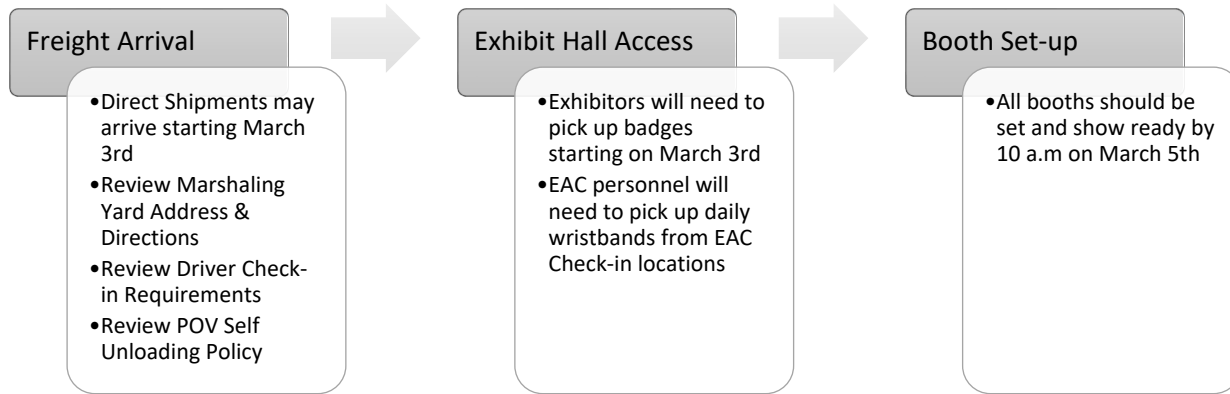 Freight Arrival
•Direct Shipments may
arrive starting March
3rd
•Review Marshaling
Yard Address &
Directions
•Review Driver Check-
in Requirements
•Review POV Self
Unloading Policy
Exhibit Hall Access
•Exhibitors will need to
pick up badges
starting on March 3rd
•EAC personnel will
need to pick up daily
wristbands from EAC
Check-in locations
Booth Set-up
•All booths should be
set and show ready by
10 a.m on March 5th